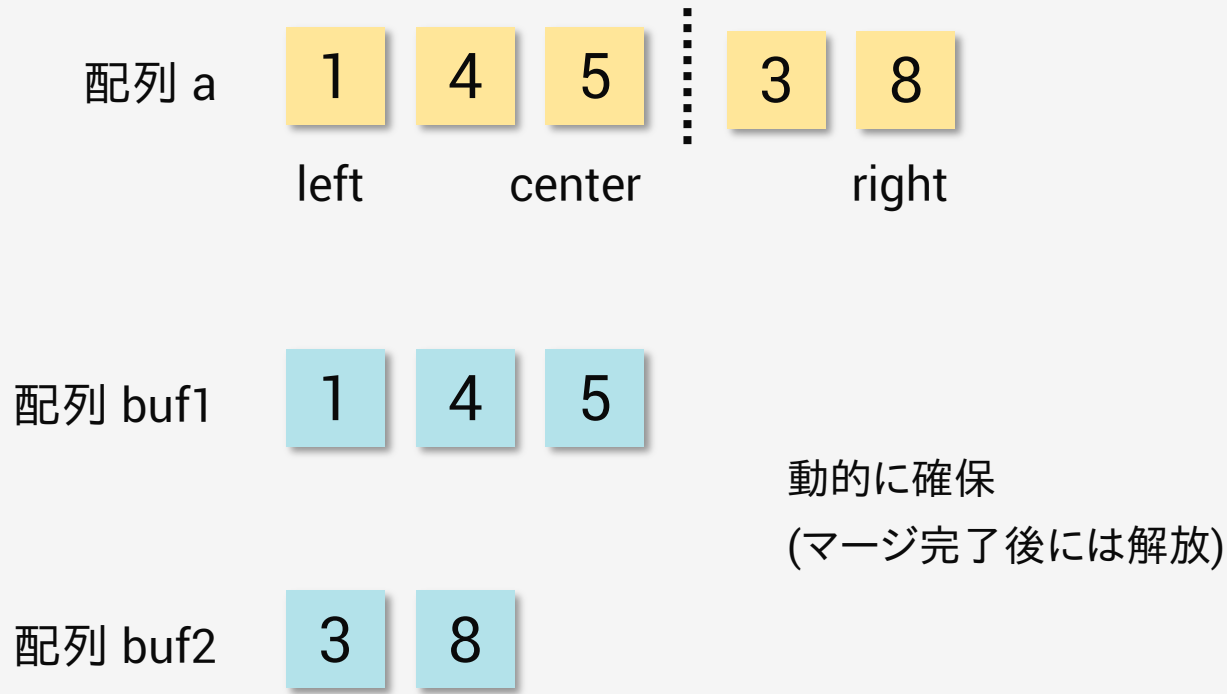 配列 a 1 4 5 3 8
left center right
配列 buf1 1 4 5
動的に確保
(マージ完了後には解放)
配列 buf2 3 8